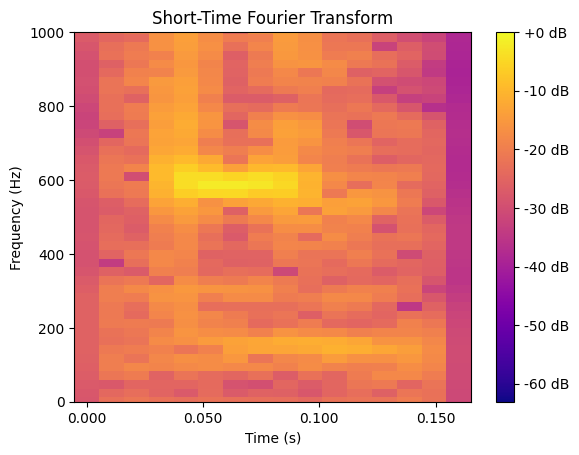 Short-Time Fourier Transform
Frequency (Hz)
1000
800
600
400
200
0
0.000
0.050
0.100
0.150
Time (s)
+0 dB
-10 dB
-20 dB
-30 dB
-40 dB
-50 dB
-60 dB